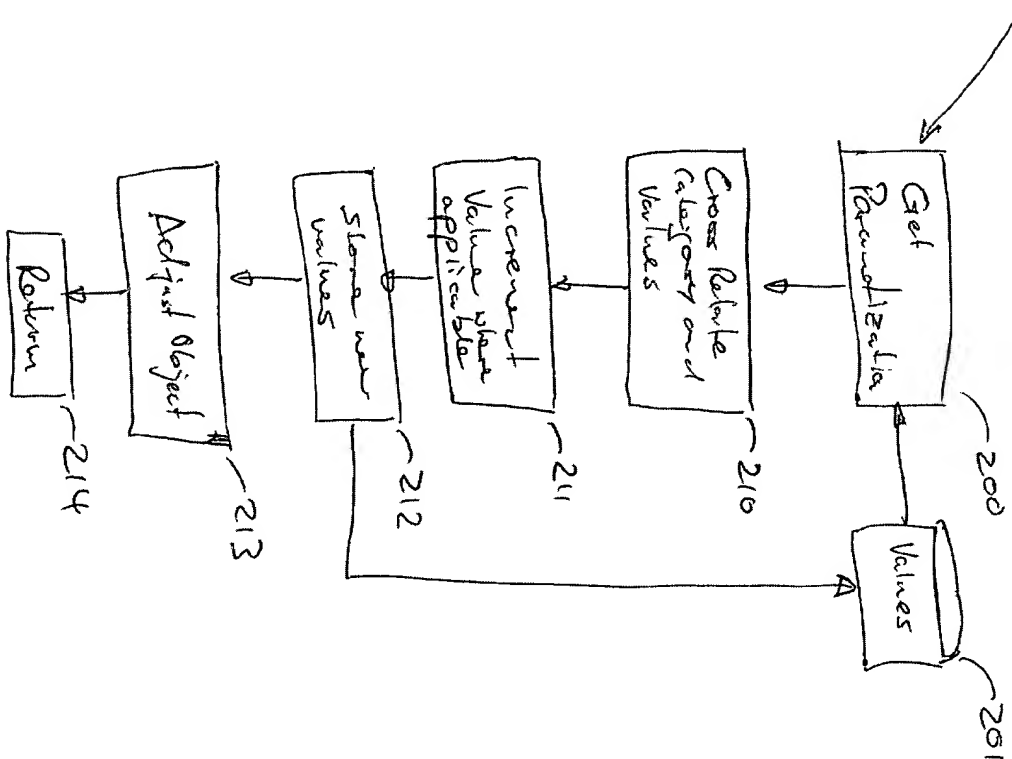 Get
Parametization
200
Values
201
Cross Relate
Category and
Values
210
Increment
Value where
applicable
211
Store new
values
212
Adjust Object
213
Return
214